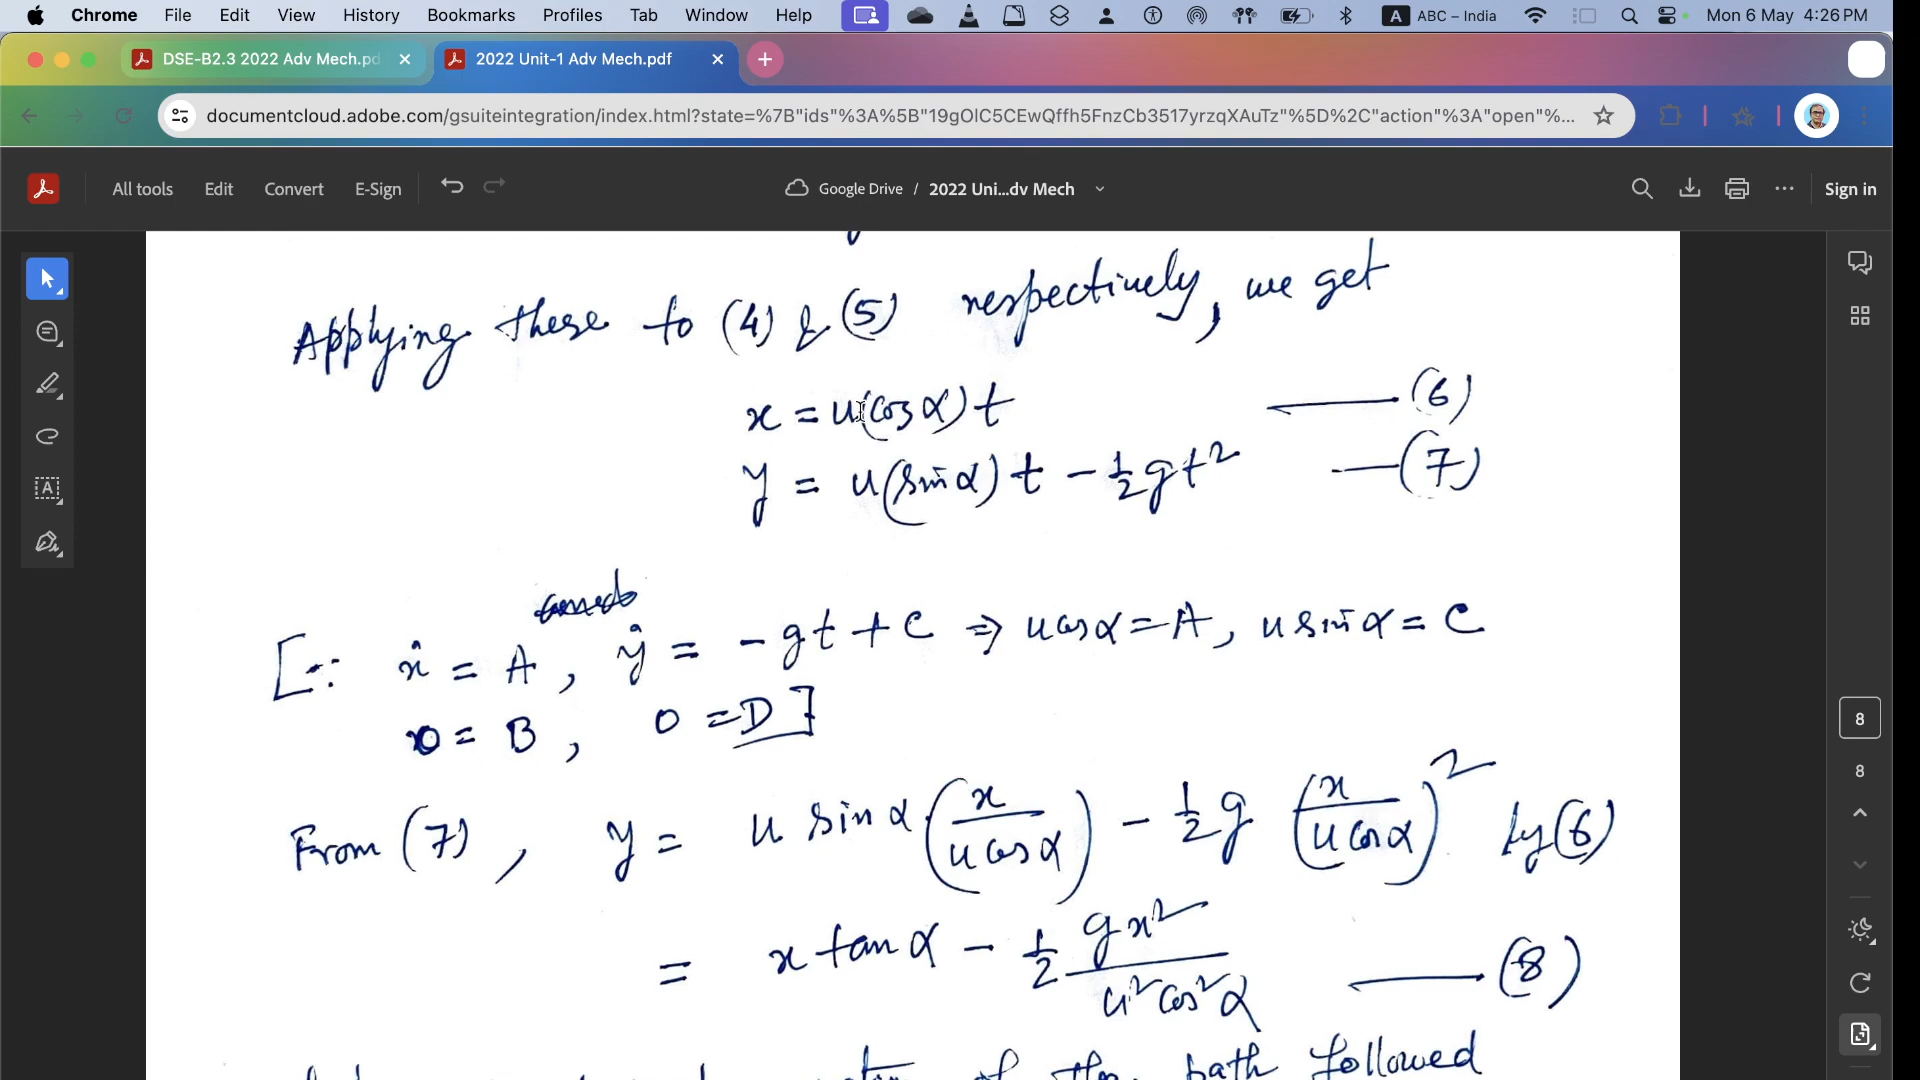 Chrome File Edit View History Bookmarks Profiles Tab Window Help A ABC – India Mon 6 May 4:26 PM
DSE-B2.3 2022 Adv Mech.pd 2022 Unit-1 Adv Mech.pdf
documentcloud.adobe.com/gsuiteintegration/index.html?state=%7B"ids"%3A%5B"19gOlC5CEwQffh5FnzCb3517yrzqXAuTz"%5D%2C"action"%3A"open"%...
All tools Edit Convert E-Sign Google Drive / 2022 Uni...dv Mech Sign in
Applying these to (4) & (5) respectively, we get
x = u(cos α) t (6)
y = u(sin α) t - ½gt² (7)
[∵ ẋ = A, ẏ = - gt + C ⇒ u cos α = A, u sin α = C
0 = B, 0 = D]
8
From (7), y = u sin α (x / u cos α) - ½ g (x / u cos α)² by (6)
8
= x tan α - ½ gx² / u² cos² α (8)
of the path followed